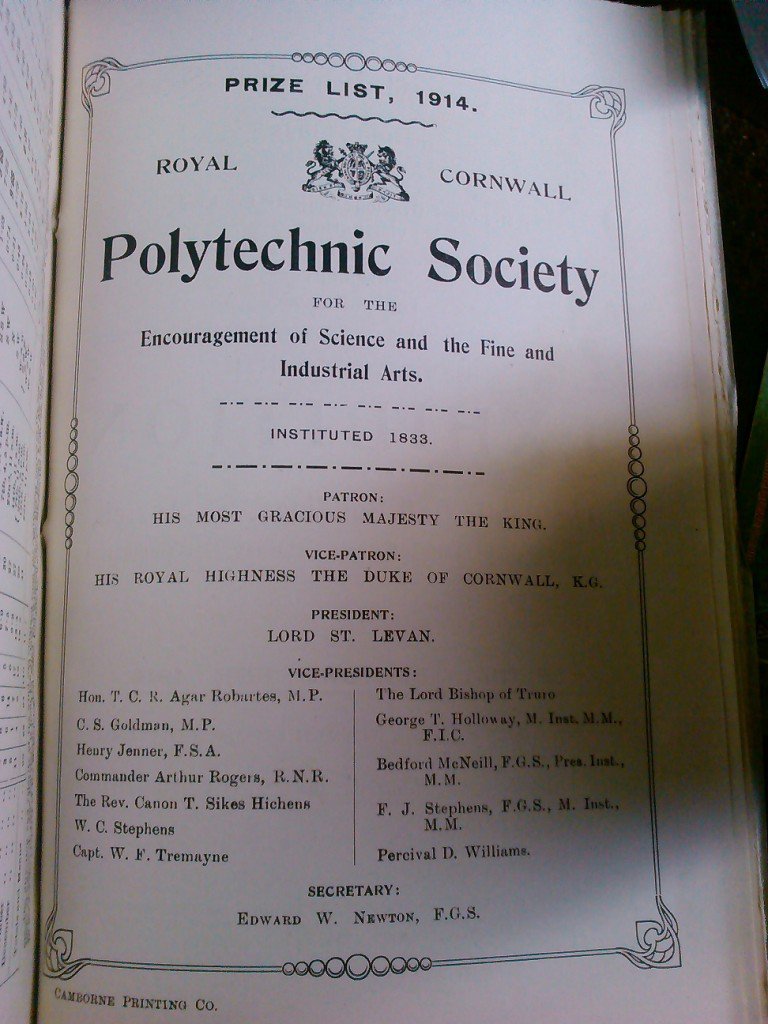 PRIZE LIST, 1914.
ROYAL CORNWALL
Polytechnic Society
FOR THE
Encouragement of Science and the Fine and
Industrial Arts.
INSTITUTED 1833.
PATRON:
HIS MOST GRACIOUS MAJESTY THE KING.
VICE-PATRON:
HIS ROYAL HIGHNESS THE DUKE OF CORNWALL, K.G.
PRESIDENT:
LORD ST. LEVAN.
VICE-PRESIDENTS:
Hon. T. C. R. Agar Robartes, M.P.
C. S. Goldman, M.P.
Henry Jenner, F.S.A.
Commander Arthur Rogers, R.N.R.
The Rev. Canon T. Sikes Hichens
W. C. Stephens
Capt. W. F. Tremayne
The Lord Bishop of Truro
George T. Holloway, M. Inst. M.M.,
F.I.C.
Bedford McNeill, F.G.S., Pres. Inst.,
M.M.
F. J. Stephens, F.G.S., M. Inst.,
M.M.
Percival D. Williams.
SECRETARY:
EDWARD W. NEWTON, F.G.S.
CAMBORNE PRINTING CO.